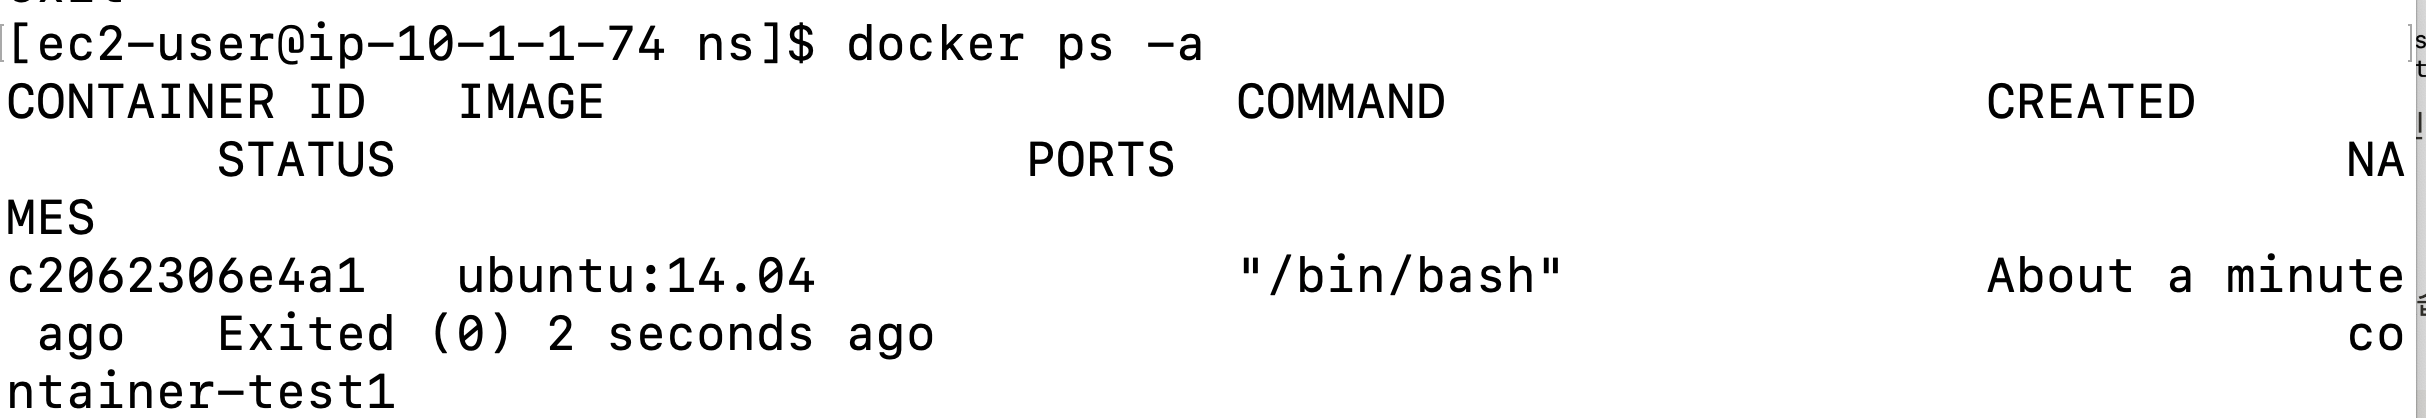 [ec2-user@ip-10-1-1-74 ns]$ docker ps -a
CONTAINER ID   IMAGE                     COMMAND                  CREATED
       STATUS                     PORTS                                       NA
MES
c2062306e4a1   ubuntu:14.04              "/bin/bash"              About a minute
 ago   Exited (0) 2 seconds ago                                               co
ntainer-test1